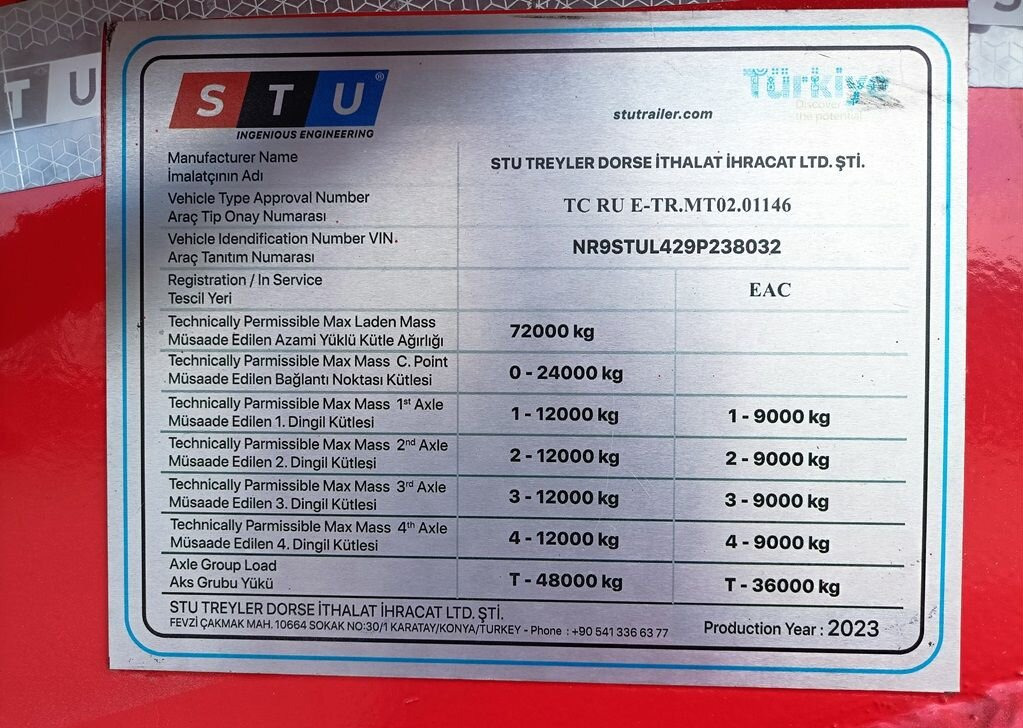 T U
S T U ®
INGENIOUS ENGINEERING
stutrailer.com
Türkiye
Discover
the potential
Manufacturer Name
İmalatçının Adı
STU TREYLER DORSE İTHALAT İHRACAT LTD. ŞTİ.
Vehicle Type Approval Number
Araç Tip Onay Numarası
TC RU E-TR.MT02.01146
Vehicle Identification Number VIN.
Araç Tanıtım Numarası
NR9STUL429P238032
Registration / In Service
Tescil Yeri
EAC
Technically Permissible Max Laden Mass
Müsaade Edilen Azami Yüklü Kütle Ağırlığı
72000 kg
Technically Parmissible Max Mass C. Point
Müsaade Edilen Bağlantı Noktası Kütlesi
0 - 24000 kg
Technically Parmissible Max Mass 1st Axle
Müsaade Edilen 1. Dingil Kütlesi
1 - 12000 kg 1 - 9000 kg
Technically Parmissible Max Mass 2nd Axle
Müsaade Edilen 2. Dingil Kütlesi
2 - 12000 kg 2 - 9000 kg
Technically Parmissible Max Mass 3rd Axle
Müsaade Edilen 3. Dingil Kütlesi
3 - 12000 kg 3 - 9000 kg
Technically Parmissible Max Mass 4th Axle
Müsaade Edilen 4. Dingil Kütlesi
4 - 12000 kg 4 - 9000 kg
Axle Group Load
Aks Grubu Yükü
T - 48000 kg T - 36000 kg
STU TREYLER DORSE İTHALAT İHRACAT LTD. ŞTİ.
FEVZİ ÇAKMAK MAH. 10664 SOKAK NO:30/1 KARATAY/KONYA/TURKEY - Phone : +90 541 336 63 77
Production Year : 2023